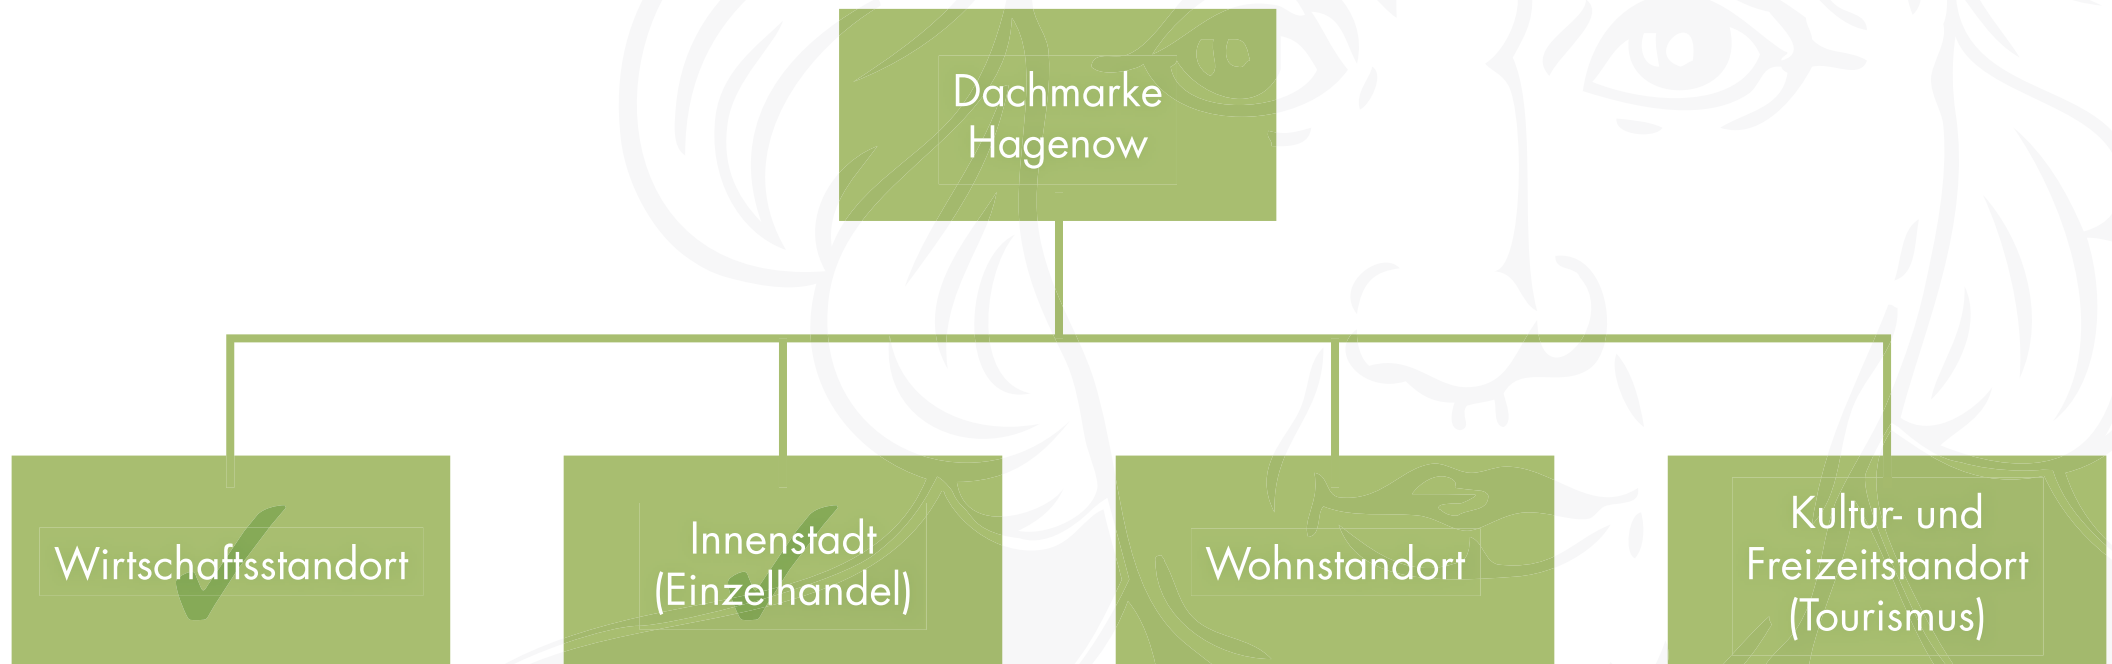 Dachmarke
Hagenow
Wirtschaftsstandort
Innenstadt
(Einzelhandel)
Wohnstandort
Kultur- und
Freizeitstandort
(Tourismus)